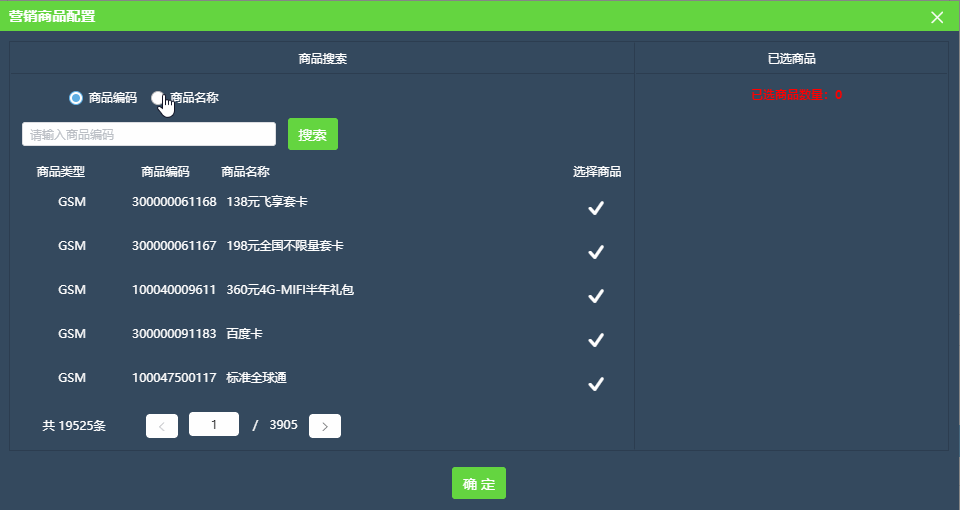 营销商品配置
商品搜索
已选商品
商品编码 商品名称
已选商品数量：0
请输入商品编码
搜索
商品类型 商品编码 商品名称 选择商品
GSM 300000061168 138元飞享套卡
GSM 300000061167 198元全国不限量套卡
GSM 100040009611 360元4G-MIFI半年礼包
GSM 300000091183 百度卡
GSM 100047500117 标准全球通
共 19525条 < 1 / 3905 >
确 定